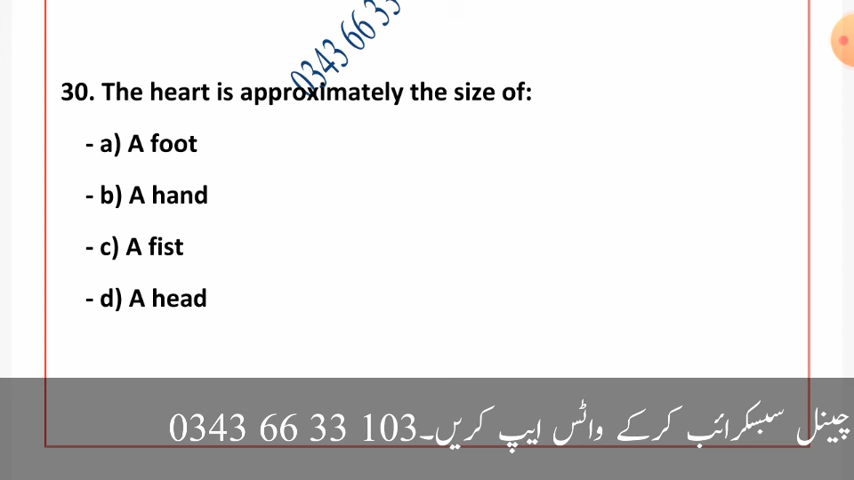 0343 66 33
30. The heart is approximately the size of:
- a) A foot
- b) A hand
- c) A fist
- d) A head
چینل سبسکرائب کرکے واٹس ایپ کریں۔103 33 66 0343